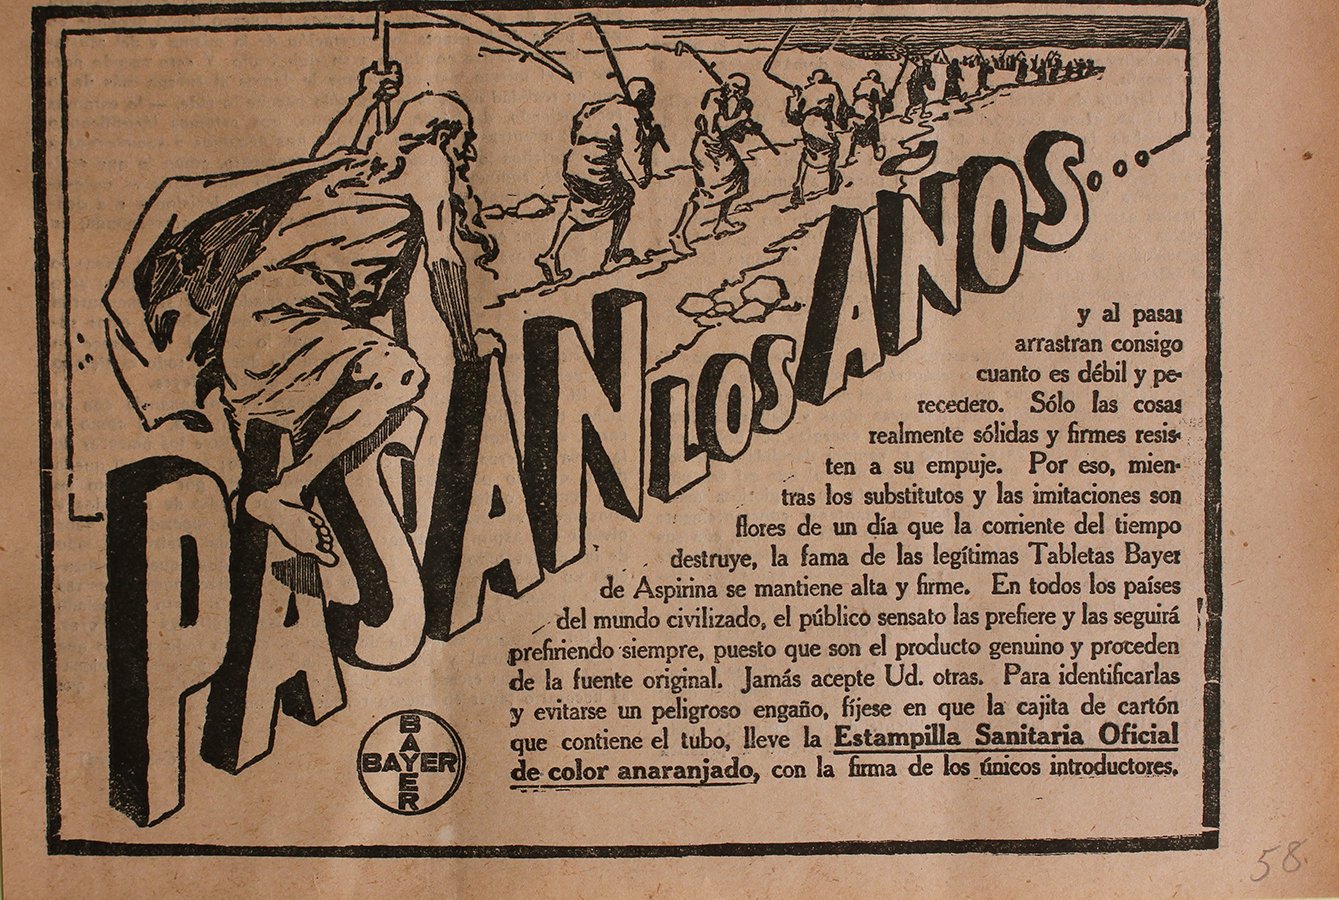 PASAN LOS AÑOS...
y al pasar
arrastran consigo
cuanto es débil y pe-
recedero. Sólo las cosas
realmente sólidas y firmes resis-
ten a su empuje. Por eso, mien-
tras los substitutos y las imitaciones son
flores de un día que la corriente del tiempo
destruye, la fama de las legítimas Tabletas Bayer
de Aspirina se mantiene alta y firme. En todos los países
del mundo civilizado, el público sensato las prefiere y las seguirá
prefiriendo siempre, puesto que son el producto genuino y proceden
de la fuente original. Jamás acepte Ud. otras. Para identificarlas
y evitarse un peligroso engaño, fíjese en que la cajita de cartón
que contiene el tubo, lleve la Estampilla Sanitaria Oficial
de color anaranjado, con la firma de los únicos introductores.
BAYER
BAYER
58